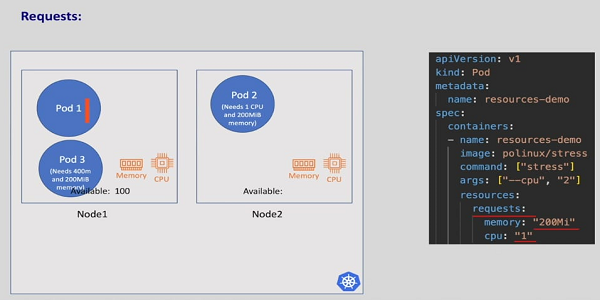 Requests:
Pod 1
Pod 3
(Needs 400m
and 200MiB
memory)
Memory
CPU
Available: 100
Node1
Pod 2
(Needs 1 CPU
and 200MiB
memory)
Memory
CPU
Available:
Node2
apiVersion: v1
kind: Pod
metadata:
name: resources-demo
spec:
containers:
- name: resources-demo
image: polinux/stress
command: ["stress"]
args: ["--cpu", "2"]
resources:
requests:
memory: "200Mi"
cpu: "1"